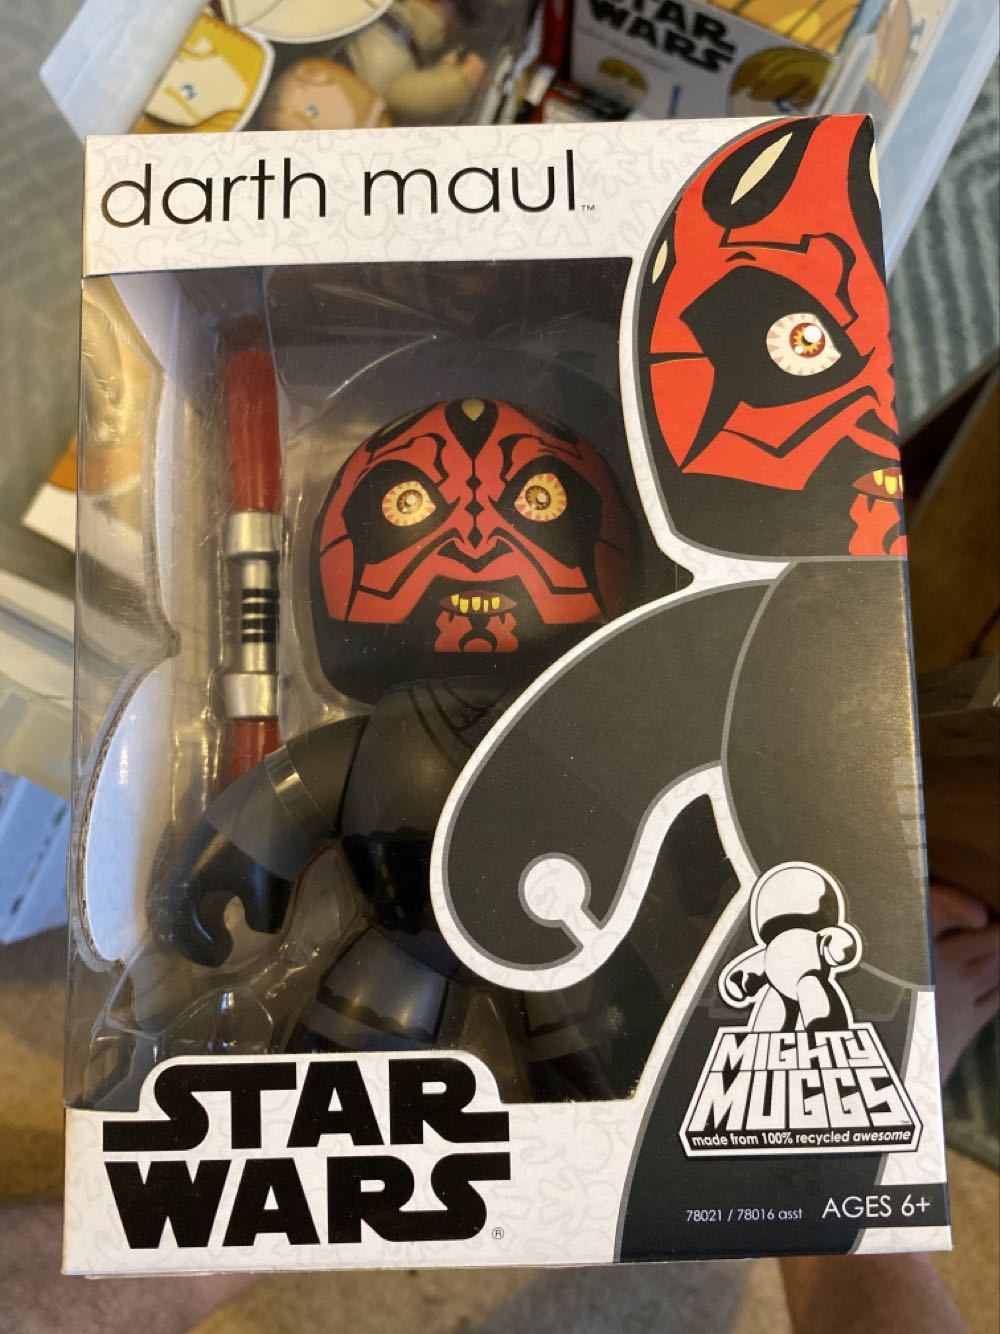 STAR
WARS
darth maul™
MIGHTY
MUGGS
made from 100% recycled awesome
STAR
WARS®
78021 / 78016 asst AGES 6+